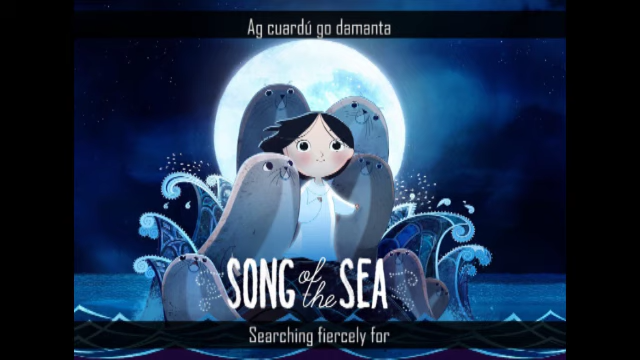 Ag cuardú go damanta
SONG of the SEA
Searching fiercely for